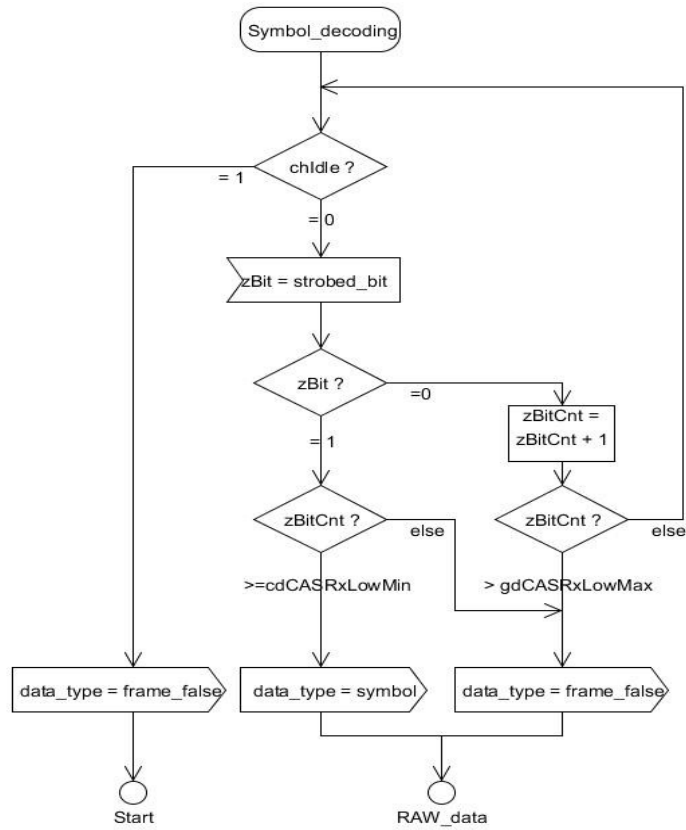 Symbol_decoding
chIdle ?
= 1
= 0
zBit = strobed_bit
zBit ?
=0
zBitCnt =
zBitCnt + 1
= 1
zBitCnt ?
else
zBitCnt ?
else
>=cdCASRxLowMin
> gdCASRxLowMax
data_type = frame_false
data_type = symbol
data_type = frame_false
Start
RAW_data